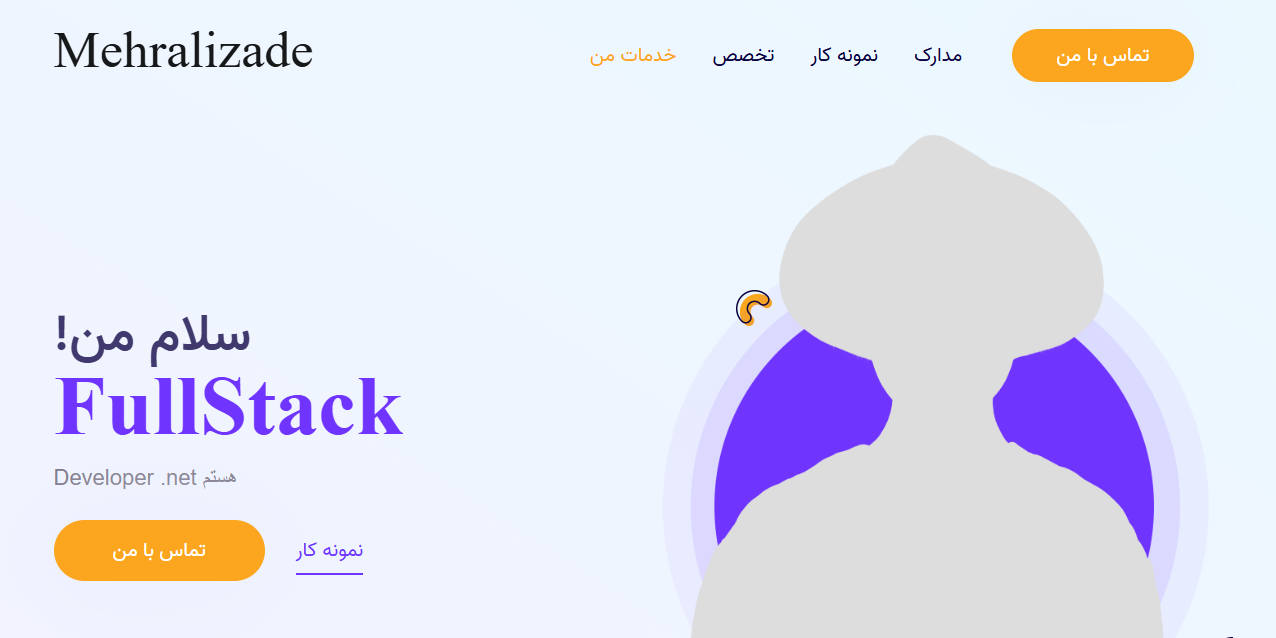 Mehralizade
خدمات من
تخصص
نمونه کار
مدارک
تماس با من
سلام من!
FullStack
Developer .net هستم
تماس با من
نمونه کار